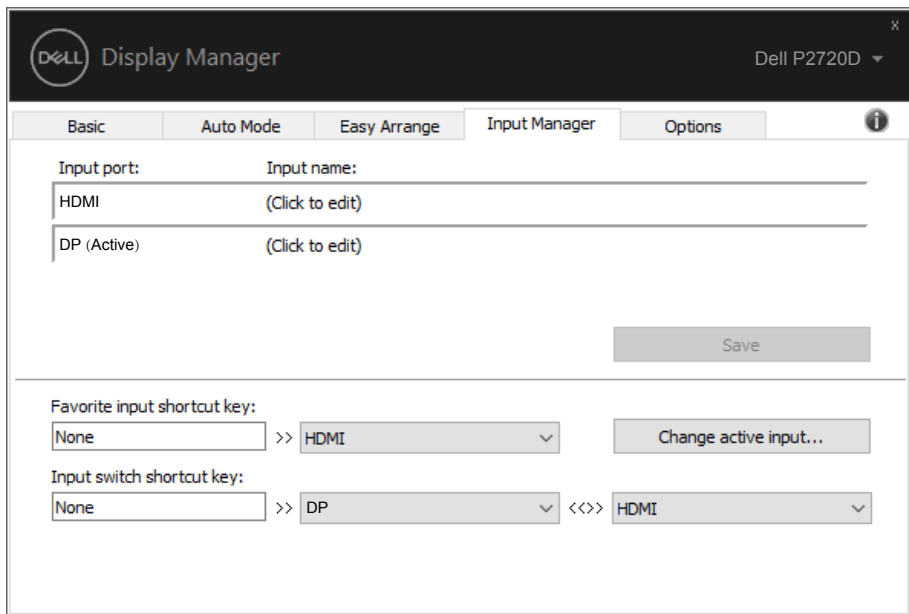 x
DELL Display Manager Dell P2720D
Basic Auto Mode Easy Arrange Input Manager Options i
Input port: Input name:
HDMI (Click to edit)
DP (Active) (Click to edit)
Save
Favorite input shortcut key:
None >> HDMI Change active input...
Input switch shortcut key:
None >> DP <<>> HDMI